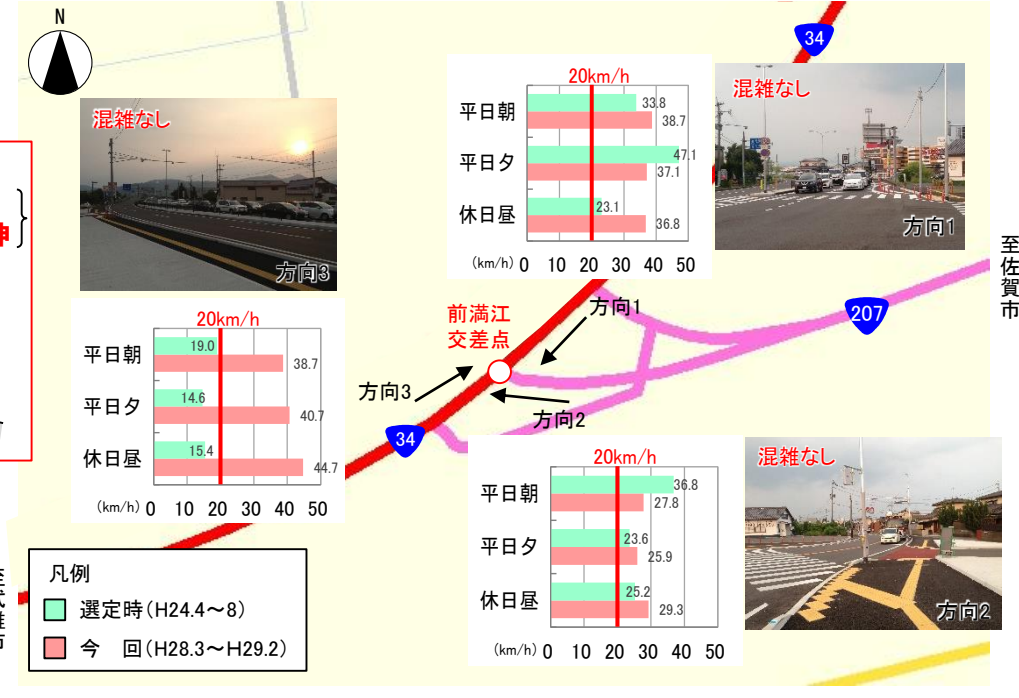 N
34
混雑なし
方向3
20km/h
平日朝
33.8
38.7
平日夕
47.1
37.1
休日昼
23.1
36.8
(km/h) 0 10 20 30 40 50
混雑なし
方向1
至佐賀市
207
前満江
交差点
方向1
方向3
方向2
34
20km/h
平日朝
19.0
38.7
平日夕
14.6
40.7
休日昼
15.4
44.7
(km/h) 0 10 20 30 40 50
20km/h
平日朝
36.8
27.8
平日夕
23.6
25.9
休日昼
25.2
29.3
(km/h) 0 10 20 30 40 50
混雑なし
方向2
凡例
選定時(H24.4~8)
今 回(H28.3~H29.2)